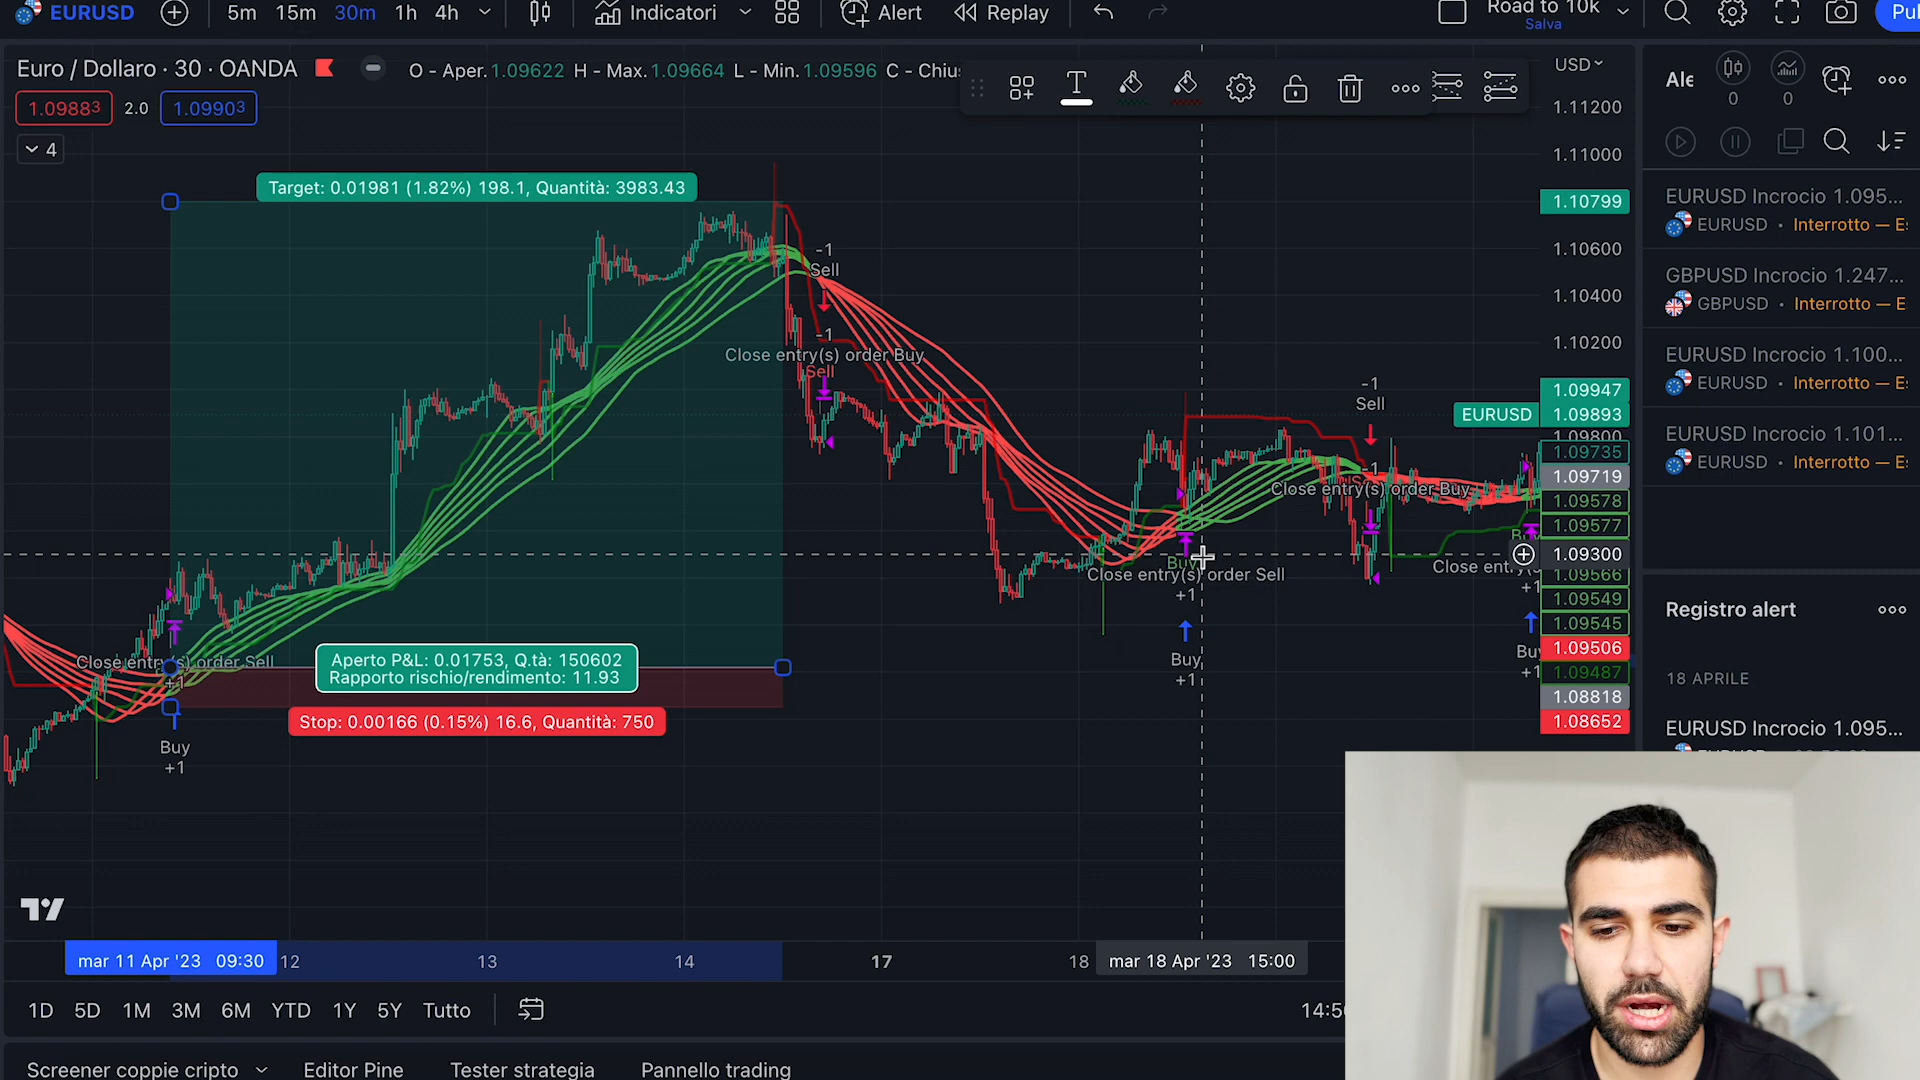 EURUSD
5m 15m 30m 1h 4h Indicatori Alert Replay
Road to 10k
Salva
Euro / Dollaro · 30 · OANDA
O - Aper. 1.09622 H - Max. 1.09664 L - Min. 1.09596 C - Chiu
1.09883 2.0 1.09903
4
Target: 0.01981 (1.82%) 198.1, Quantità: 3983.43
-1
Sell
-1
Close entry(s) order Buy
Sell
-1
Sell
-1
Close entry(s) order Buy
Close entry(s) order Sell
+1
Aperto P&L: 0.01753, Q.tà: 150602
Rapporto rischio/rendimento: 11.93
Stop: 0.00166 (0.15%) 16.6, Quantità: 750
Buy
+1
Buy
Close entry(s) order Sell
+1
Buy
+1
+1
+1
USD
1.11200
1.11000
1.10799
1.10600
1.10400
1.10200
1.09947
EURUSD 1.09893
1.09800
1.09735
1.09719
1.09578
1.09577
1.09300
1.09566
1.09549
1.09545
1.09506
1.09487
1.08818
1.08652
mar 11 Apr '23 09:30 12 13 14 17 18 mar 18 Apr '23 15:00
1D 5D 1M 3M 6M YTD 1Y 5Y Tutto
14:5
Screener coppie cripto Editor Pine Tester strategia Pannello trading
0 0
EURUSD Incrocio 1.095...
EURUSD · Interrotto —
GBPUSD Incrocio 1.247...
GBPUSD · Interrotto —
EURUSD Incrocio 1.100...
EURUSD · Interrotto —
EURUSD Incrocio 1.101...
EURUSD · Interrotto —
Registro alert
18 APRILE
EURUSD Incrocio 1.095...